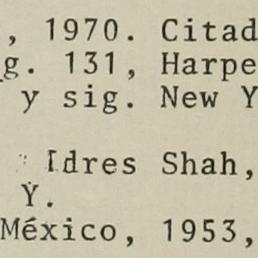 , 1970. Citad
g. 131, Harpe
y sig. New Y
Idres Shah,
Y.
México, 1953,